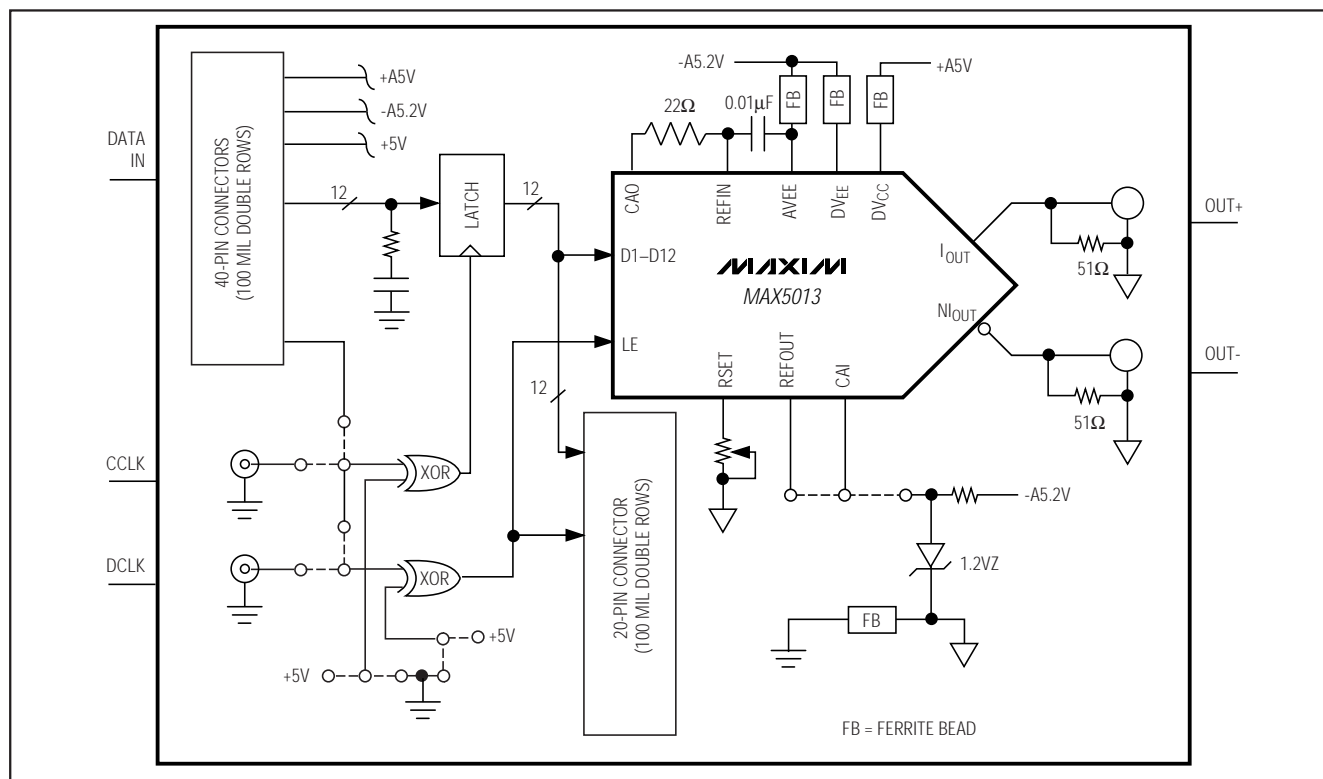 DATA
IN
CCLK
DCLK
40-PIN CONNECTORS
(100 MIL DOUBLE ROWS)
+A5V
-A5.2V
+5V
12
LATCH
12
12
XOR
XOR
+5V
+5V
20-PIN CONNECTOR
(100 MIL DOUBLE ROWS)
-A5.2V
+A5V
22Ω
0.01µF
FB
FB
FB
CAO
REFIN
AVEE
DVEE
DVCC
D1–D12
MAXIM
MAX5013
LE
IOUT
NIOUT
RSET
REFOUT
CAI
51Ω
51Ω
OUT+
OUT-
-A5.2V
1.2VZ
FB
FB = FERRITE BEAD